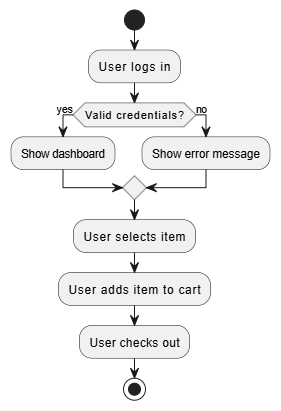 User logs in
yes
Valid credentials?
no
Show dashboard
Show error message
User selects item
User adds item to cart
User checks out